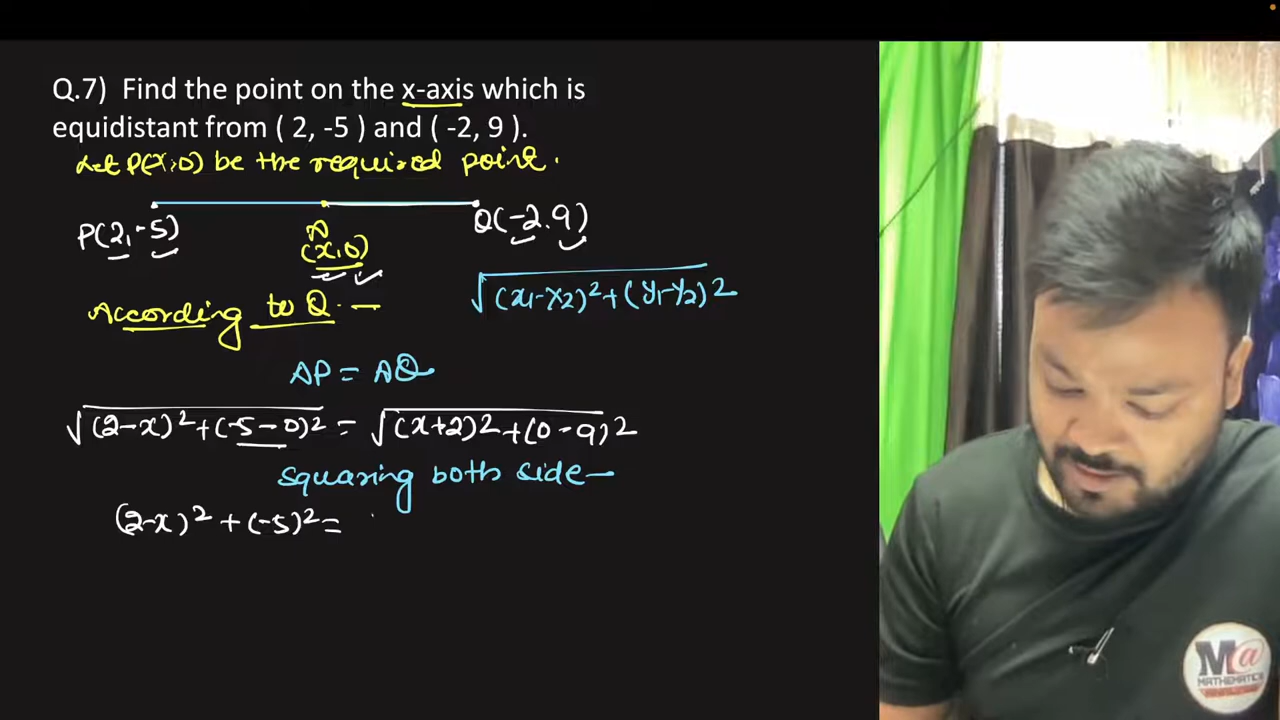 Q.7) Find the point on the x-axis which is
equidistant from ( 2, -5 ) and ( -2, 9 ).
Let P(x,0) be the required point.
P(2,-5)
A
(x,0)
Q(-2.9)
According to Q. —
√(x₁-x₂)²+(y₁-y₂)²
AP = AQ
√(2-x)²+(-5-0)² = √(x+2)²+(0-9)²
squaring both side—
(2-x)²+(-5)²=
M@
MATHEMATICS